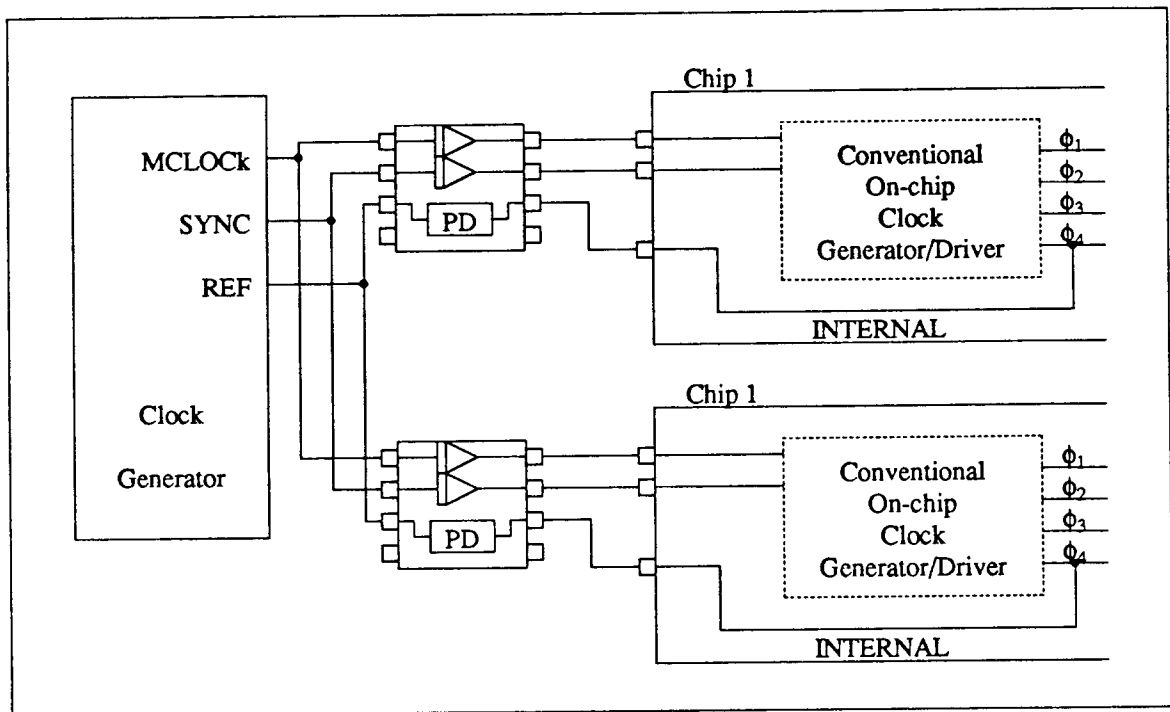 MCLOCk
SYNC
REF
Clock
Generator
PD
Chip 1
Conventional
On-chip
Clock
Generator/Driver
ϕ1
ϕ2
ϕ3
ϕ4
INTERNAL
PD
Chip 1
Conventional
On-chip
Clock
Generator/Driver
ϕ1
ϕ2
ϕ3
ϕ4
INTERNAL